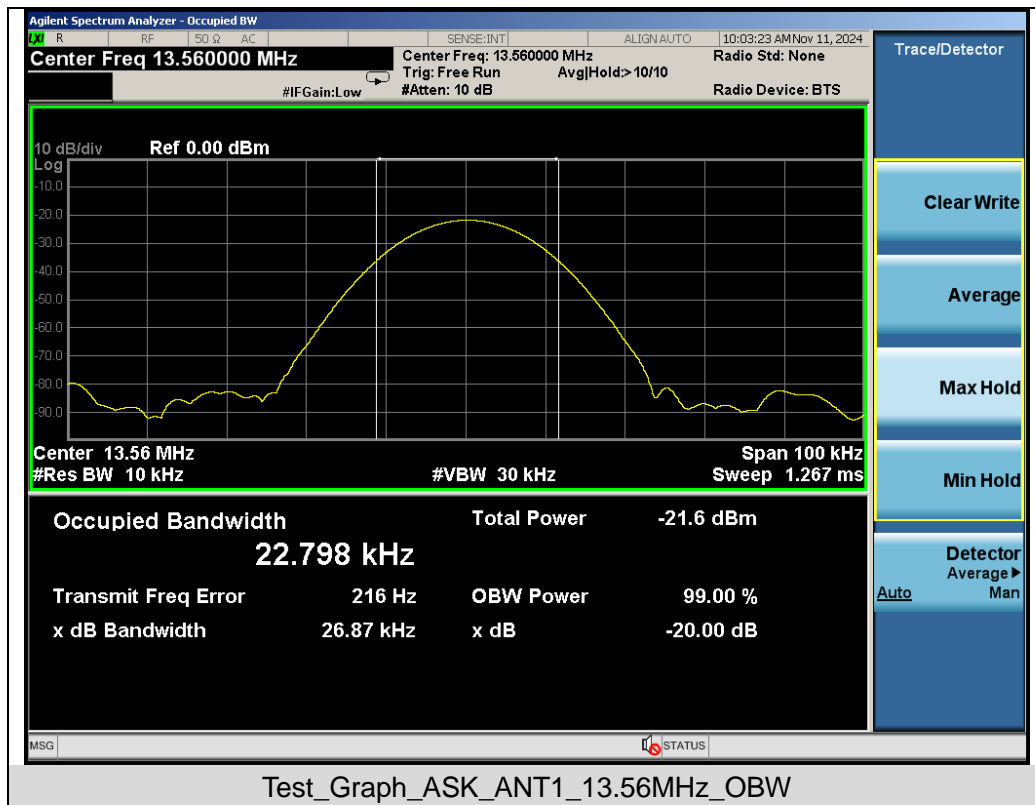 Agilent Spectrum Analyzer - Occupied BW
LXI R RF 50 Ω AC SENSE:INT ALIGN AUTO 10:03:23 AM Nov 11, 2024
Center Freq 13.560000 MHz
Center Freq: 13.560000 MHz
Radio Std: None
Trig: Free Run Avg|Hold:> 10/10
#IFGain:Low
#Atten: 10 dB
Radio Device: BTS
10 dB/div Ref 0.00 dBm
Log
-10.0
-20.0
-30.0
-40.0
-50.0
-60.0
-70.0
-80.0
-90.0
Center 13.56 MHz Span 100 kHz
#Res BW 10 kHz #VBW 30 kHz Sweep 1.267 ms
Occupied Bandwidth Total Power -21.6 dBm
22.798 kHz
Transmit Freq Error 216 Hz OBW Power 99.00 %
x dB Bandwidth 26.87 kHz x dB -20.00 dB
MSG STATUS
Trace/Detector
Clear Write
Average
Max Hold
Min Hold
Detector
Average▶
Auto Man
Test_Graph_ASK_ANT1_13.56MHz_OBW